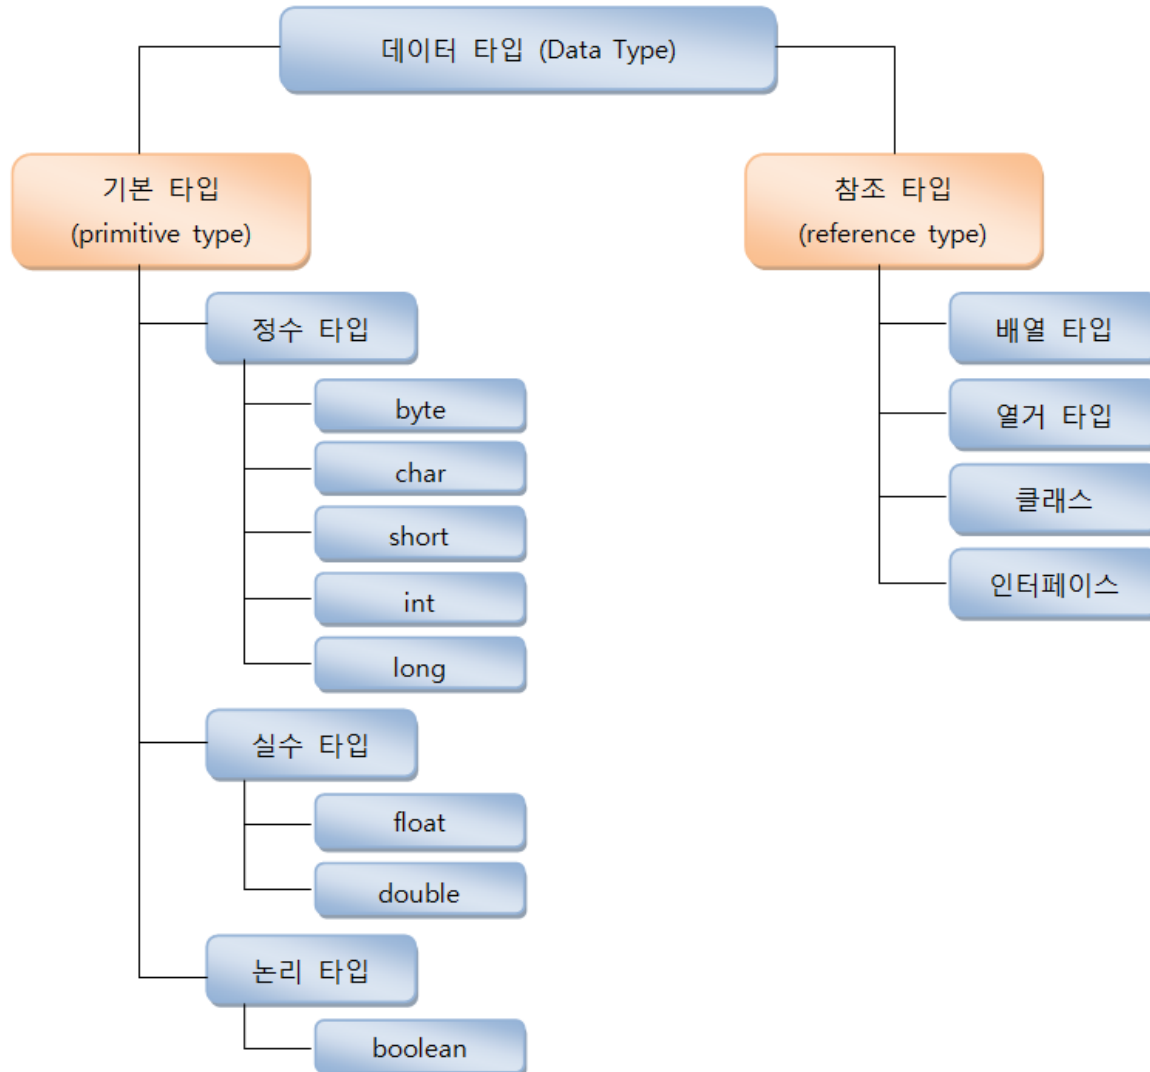 데이터 타입 (Data Type)
기본 타입
(primitive type)
정수 타입
byte
char
short
int
long
실수 타입
float
double
논리 타입
boolean
참조 타입
(reference type)
배열 타입
열거 타입
클래스
인터페이스